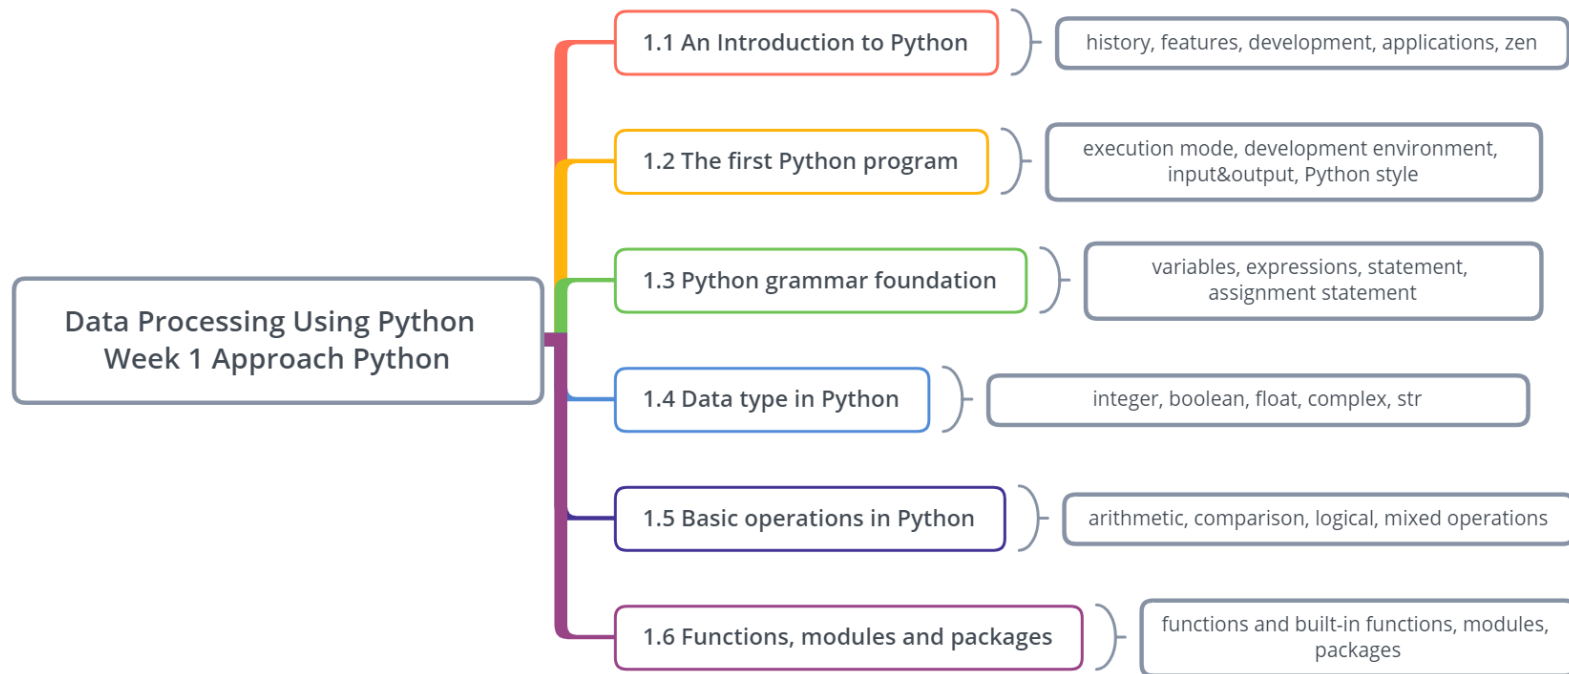 Data Processing Using Python
Week 1 Approach Python
1.1 An Introduction to Python
history, features, development, applications, zen
1.2 The first Python program
execution mode, development environment,
input&output, Python style
1.3 Python grammar foundation
variables, expressions, statement,
assignment statement
1.4 Data type in Python
integer, boolean, float, complex, str
1.5 Basic operations in Python
arithmetic, comparison, logical, mixed operations
1.6 Functions, modules and packages
functions and built-in functions, modules,
packages